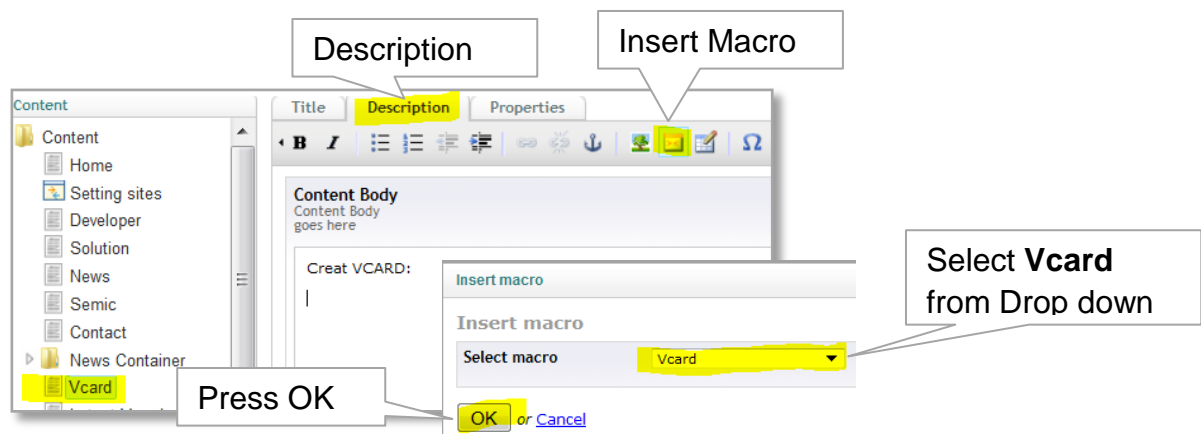 Description
Insert Macro
Content
Title
Description
Properties
Content
B I
Ω
Home
Setting sites
Developer
Solution
News
Semic
Contact
News Container
Vcard
Content Body
Content Body
goes here
Creat VCARD:
Insert macro
Insert macro
Select macro
Vcard
OK or Cancel
Select Vcard
from Drop down
Press OK